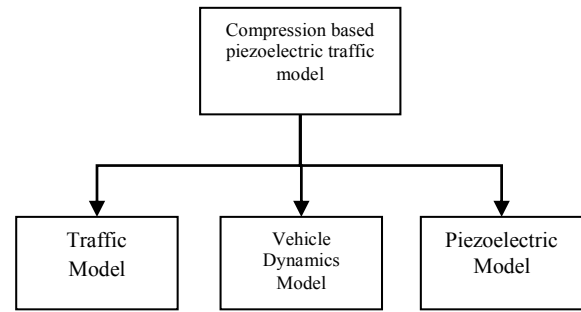 Compression based
piezoelectric traffic
model
Traffic
Model
Vehicle
Dynamics
Model
Piezoelectric
Model